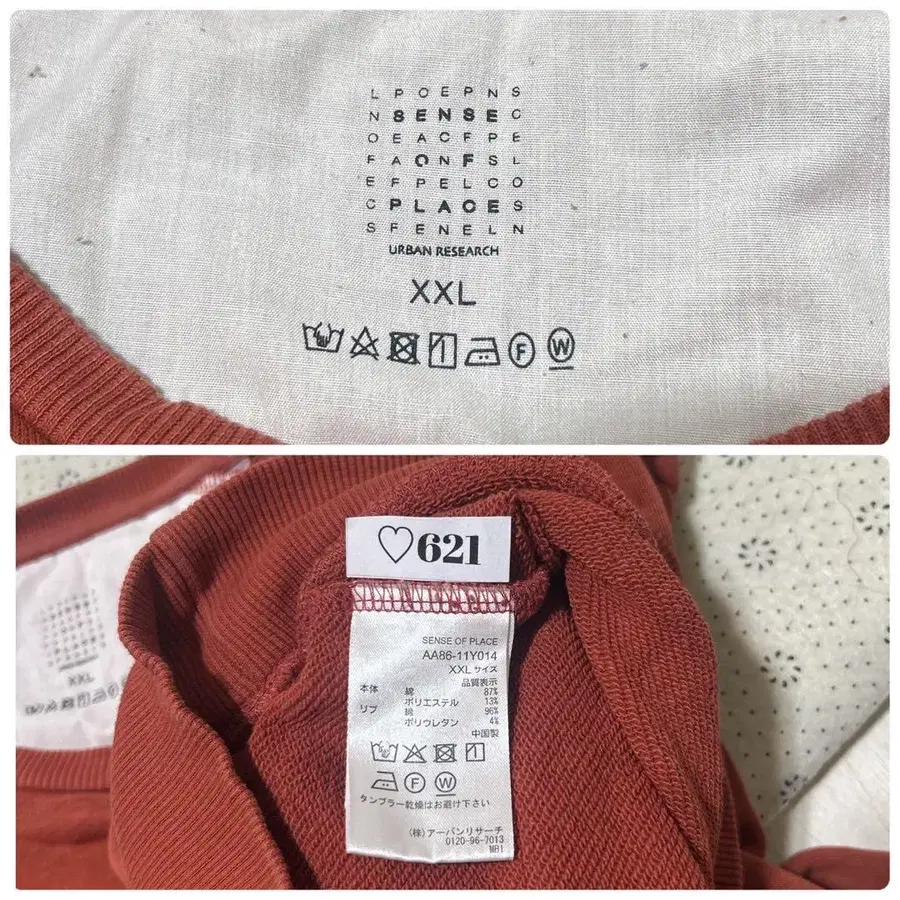 L P O E P N S
N S E N S E C
O E A C F P E
F A O N F S L
E F P E L C O
C P L A C E S
S F E N E L N
URBAN RESEARCH
XXL
F W
XXL
♡621
SENSE OF PLACE
AA86-11Y014
XXL サイズ
品質表示
本体 綿 87%
ポリエステル 13%
リブ 綿 96%
ポリウレタン 4%
中国製
F W
タンブラー乾燥はお避け下さい
(株)アーバンリサーチ
0120-96-7013
MB1